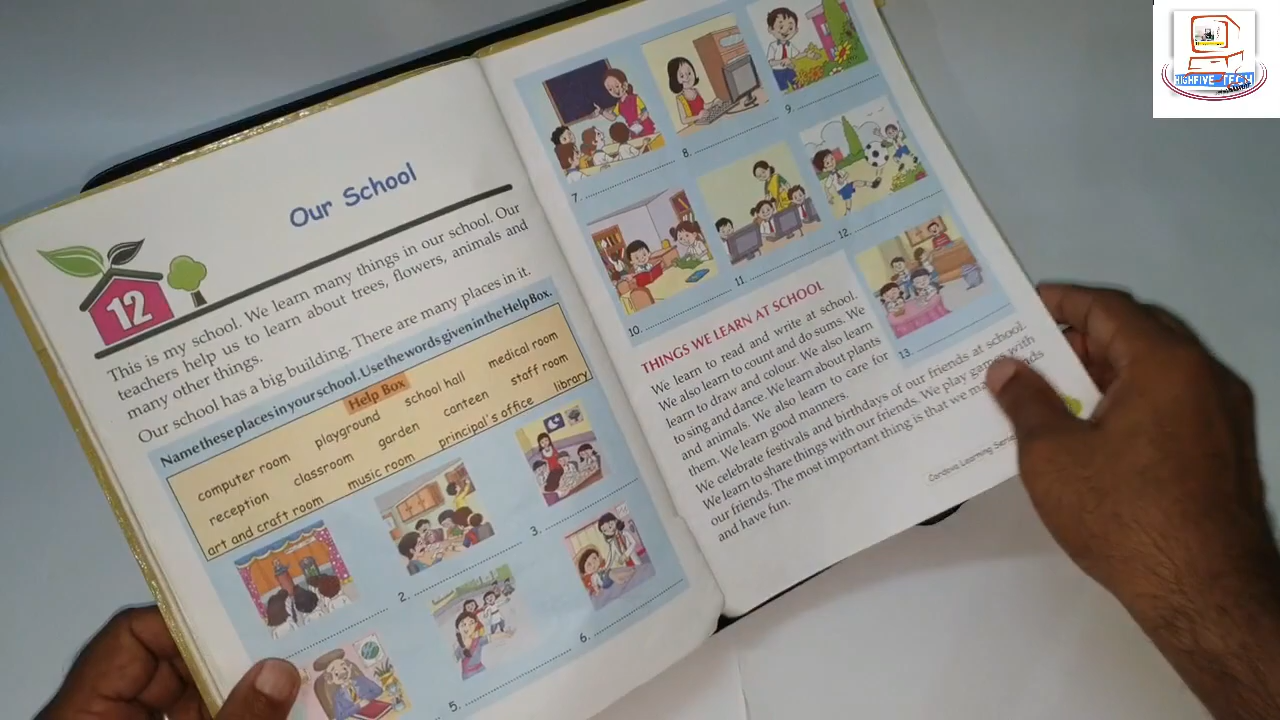 Our School
12
This is my school. We learn many things in our school. Our
teachers help us to learn about trees, flowers, animals and
many other things.
Our school has a big building. There are many places in it.
Name these places in your school. Use the words given in the Help Box.
Help Box
computer room playground school hall medical room
reception classroom garden canteen staff room
art and craft room music room principal's office library
2.
3.
5.
6.
7.
8.
9.
10.
11.
12.
13.
THINGS WE LEARN AT SCHOOL
We learn to read and write at school.
We also learn to count and do sums. We
learn to draw and colour. We also learn
to sing and dance. We learn about plants
and animals. We also learn to care for
them. We learn good manners.
We celebrate festivals and birthdays of our friends at school.
We learn to share things with our friends. We play games with
our friends. The most important thing is that we ma
and have fun.
Cordova Learning Series
HIGHFIVE TECH